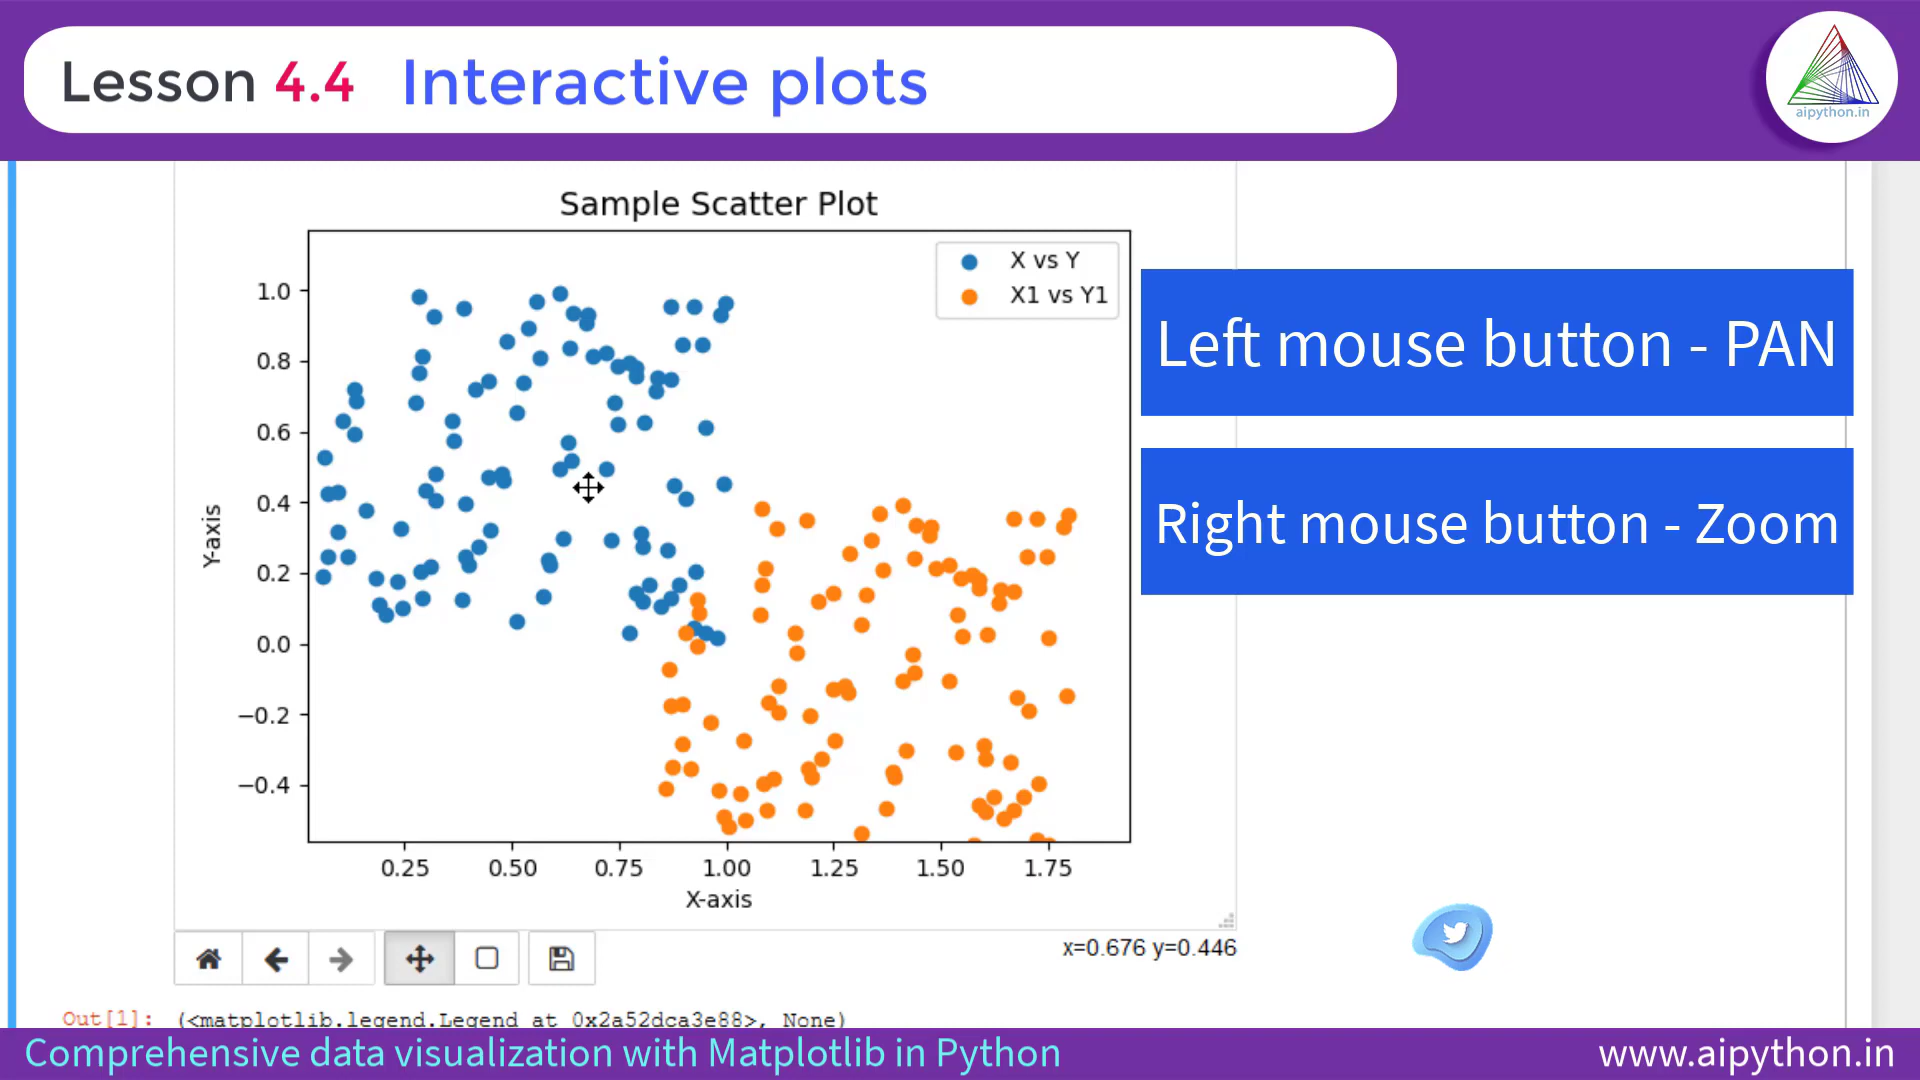 Lesson 4.4 Interactive plots
aipython.in
Sample Scatter Plot
X vs Y
X1 vs Y1
1.0
0.8
0.6
0.4
0.2
0.0
−0.2
−0.4
Y-axis
0.25 0.50 0.75 1.00 1.25 1.50 1.75
X-axis
Left mouse button - PAN
Right mouse button - Zoom
x=0.676 y=0.446
Out[1]: (<matplotlib.legend.Legend at 0x2a52dca3e88>, None)
Comprehensive data visualization with Matplotlib in Python
www.aipython.in